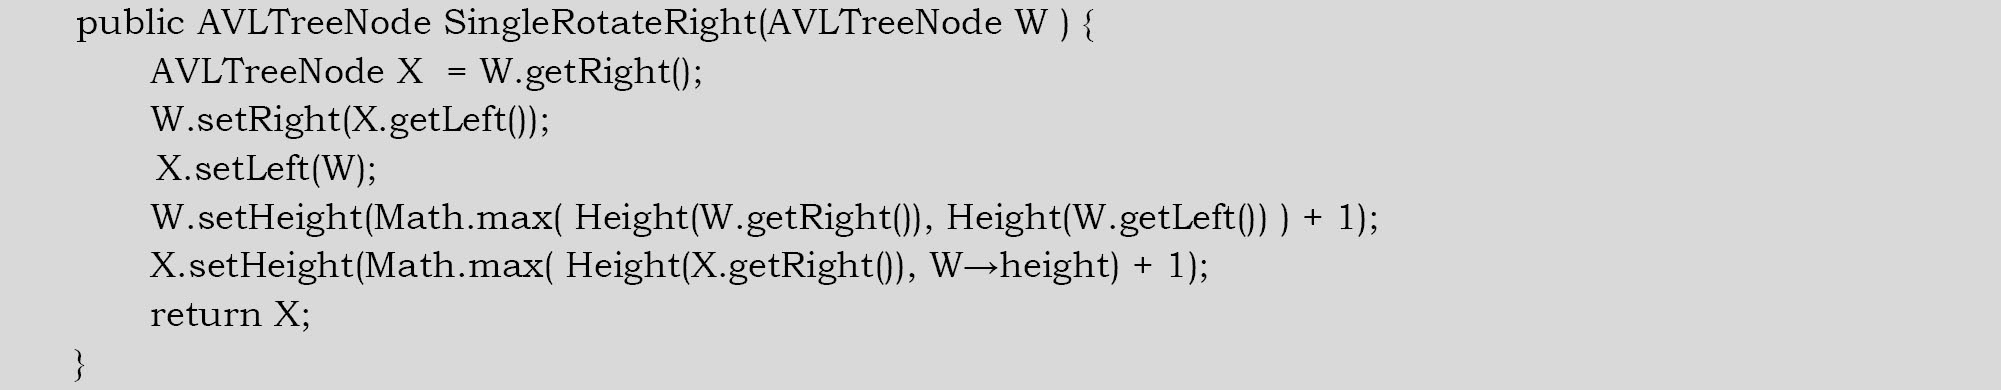 public AVLTreeNode SingleRotateRight(AVLTreeNode W ) {
AVLTreeNode X = W.getRight();
W.setRight(X.getLeft());
X.setLeft(W);
W.setHeight(Math.max( Height(W.getRight()), Height(W.getLeft()) ) + 1);
X.setHeight(Math.max( Height(X.getRight()), W→height) + 1);
return X;
}